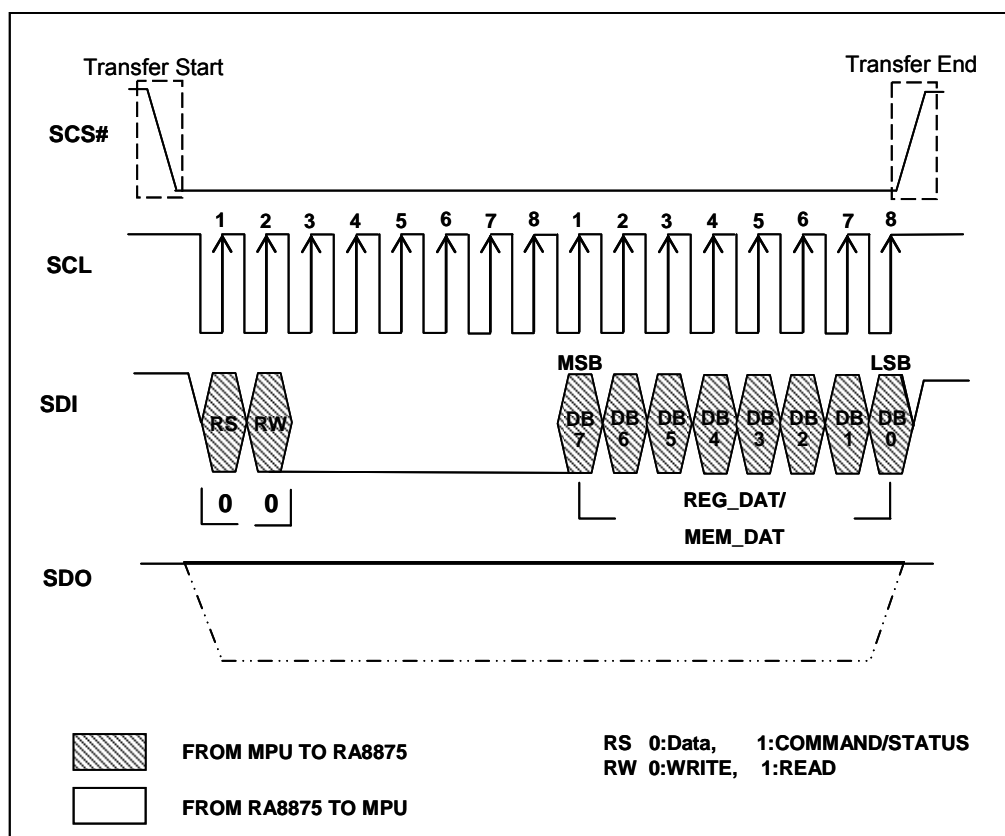 Transfer Start
Transfer End
SCS#
1 2 3 4 5 6 7 8 1 2 3 4 5 6 7 8
SCL
MSB
LSB
SDI
RS RW DB 7 DB 6 DB 5 DB 4 DB 3 DB 2 DB 1 DB 0
0 0
REG_DAT/
MEM_DAT
SDO
FROM MPU TO RA8875
RS 0:Data, 1:COMMAND/STATUS
RW 0:WRITE, 1:READ
FROM RA8875 TO MPU